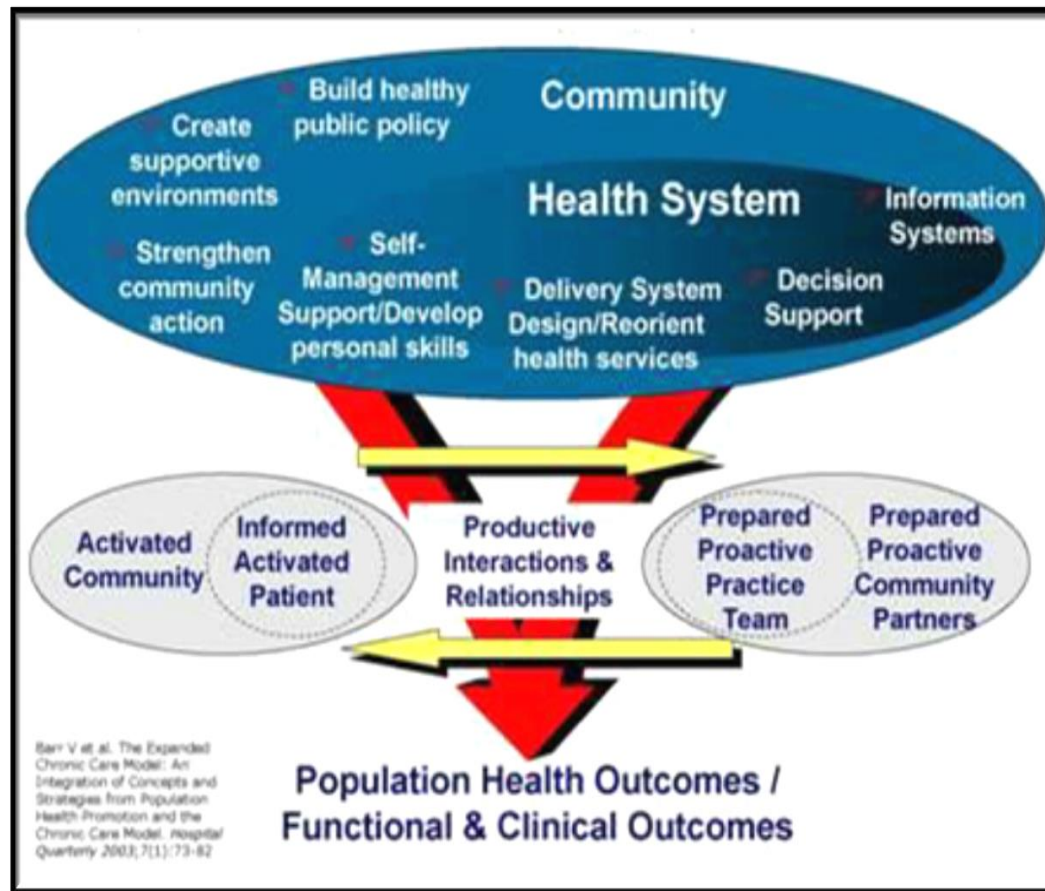 Build healthy
public policy
Community
Create
supportive
environments
Health System
Information
Systems
Strengthen
community
action
Self-
Management
Support/Develop
personal skills
Delivery System
Design/Reorient
health services
Decision
Support
Activated
Community
Informed
Activated
Patient
Productive
Interactions &
Relationships
Prepared
Proactive
Practice
Team
Prepared
Proactive
Community
Partners
Barr V et al. The Expanded
Chronic Care Model: An
Integration of Concepts and
Strategies from Population
Health Promotion and the
Chronic Care Model. Hospital
Quarterly 2003;7(1):73-82
Population Health Outcomes /
Functional & Clinical Outcomes